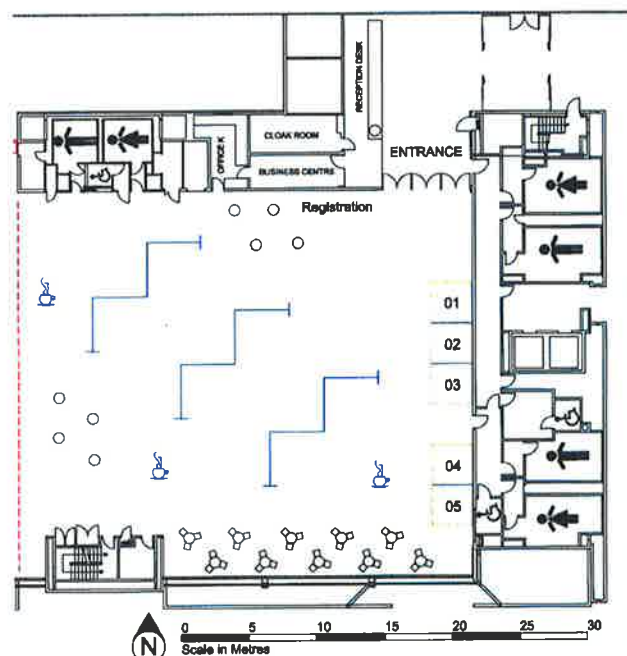 RECEPTION DESK
CLOAK ROOM
OFFICE K
ENTRANCE
BUSINESS CENTRE
Registration
01
02
03
04
05
N
0 5 10 15 20 25 30
Scale in Metres